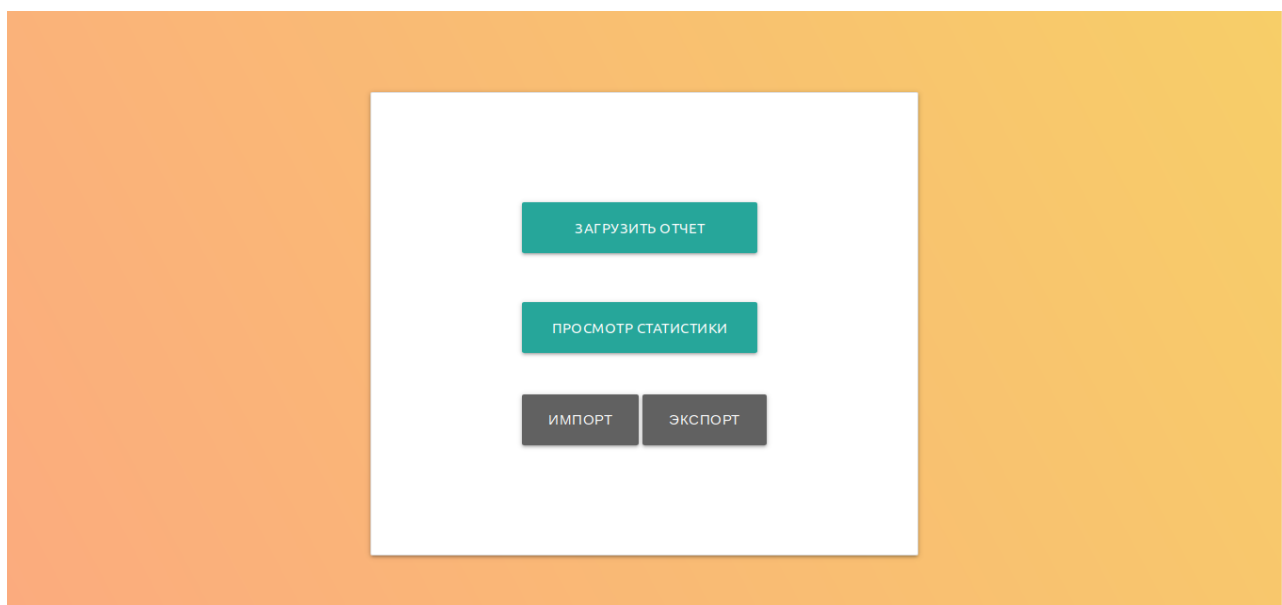 ЗАГРУЗИТЬ ОТЧЕТ
ПРОСМОТР СТАТИСТИКИ
ИМПОРТ ЭКСПОРТ